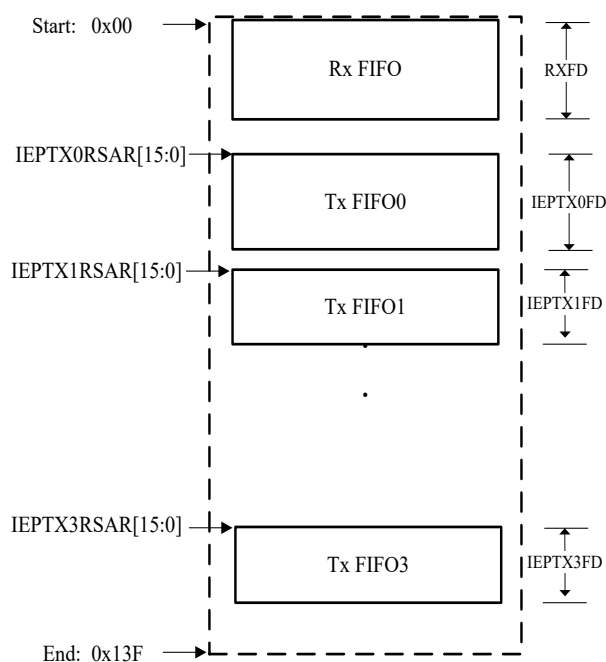 Start: 0x00
Rx FIFO
RXFD
IEPTX0RSAR[15:0]
Tx FIFO0
IEPTX0FD
IEPTX1RSAR[15:0]
Tx FIFO1
IEPTX1FD
IEPTX3RSAR[15:0]
Tx FIFO3
IEPTX3FD
End: 0x13F